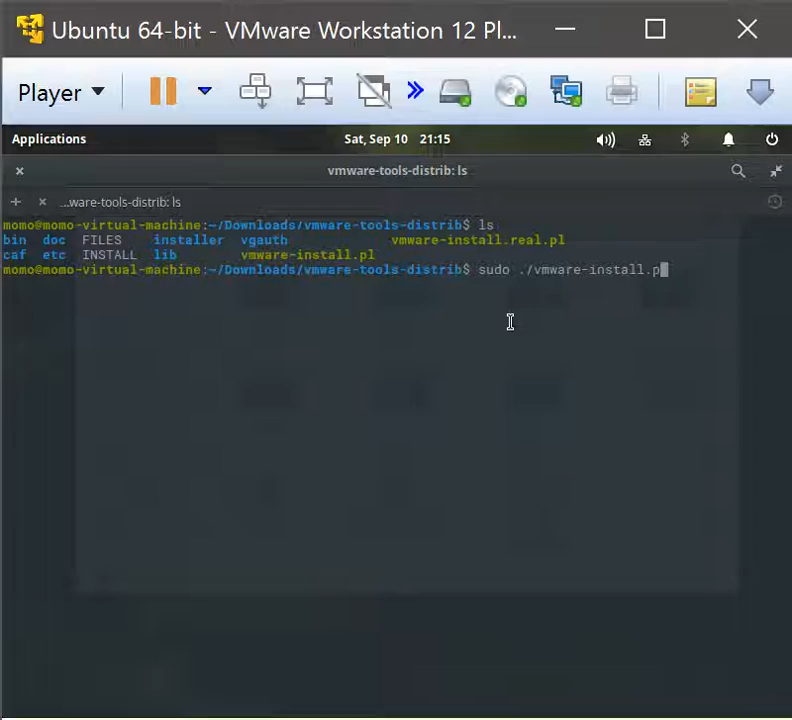 Ubuntu 64-bit - VMware Workstation 12 Pl...
Player
Applications
Sat, Sep 10 21:15
vmware-tools-distrib: ls
...ware-tools-distrib: ls
momo@momo-virtual-machine:~/Downloads/vmware-tools-distrib$ ls
bin doc FILES installer vgauth vmware-install.real.pl
caf etc INSTALL lib vmware-install.pl
momo@momo-virtual-machine:~/Downloads/vmware-tools-distrib$ sudo ./vmware-install.p